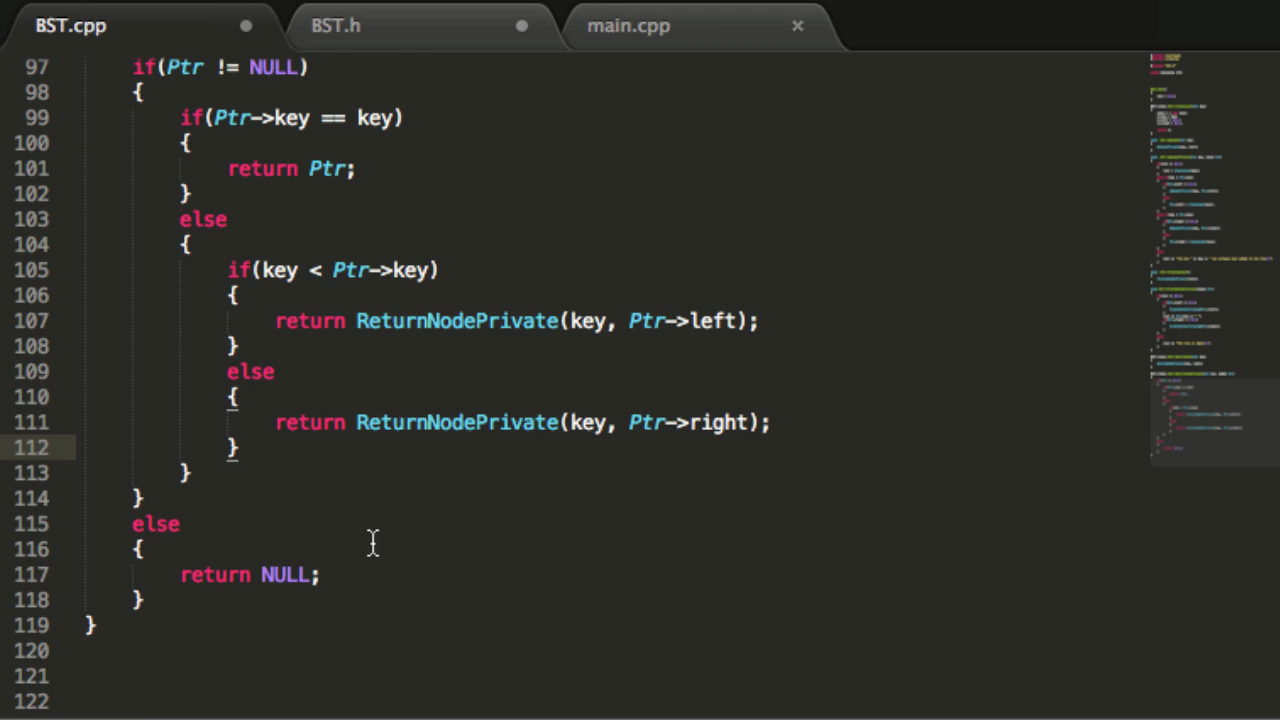 BST.cpp BST.h main.cpp ×
97 if(Ptr != NULL)
98 {
99 if(Ptr->key == key)
100 {
101 return Ptr;
102 }
103 else
104 {
105 if(key < Ptr->key)
106 {
107 return ReturnNodePrivate(key, Ptr->left);
108 }
109 else
110 {
111 return ReturnNodePrivate(key, Ptr->right);
112 }
113 }
114 }
115 else
116 {
117 return NULL;
118 }
119 }
120
121
122